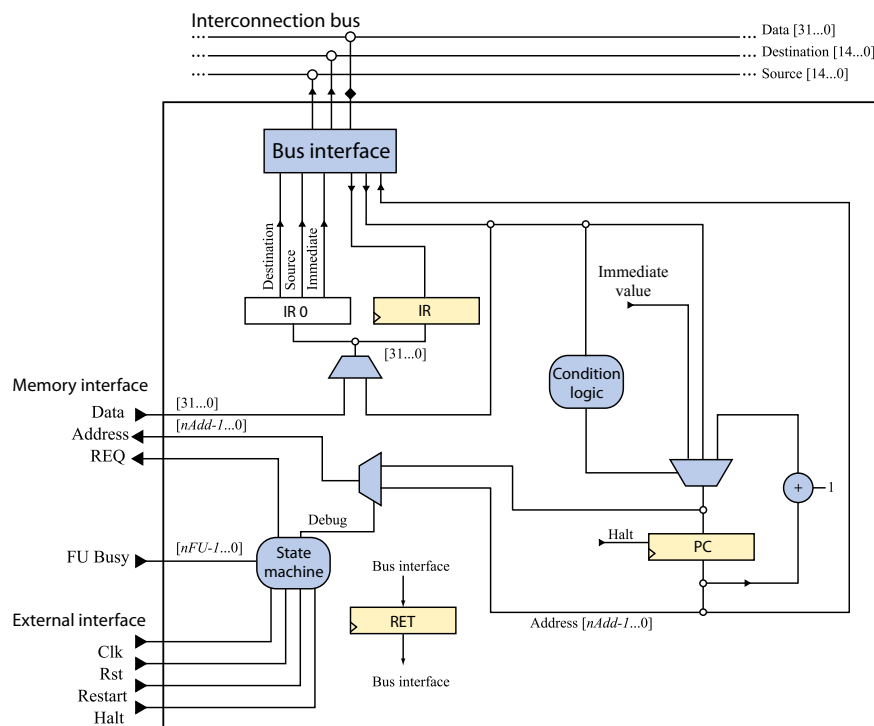 Interconnection bus
Data [31...0]
Destination [14...0]
Source [14...0]
Bus interface
Destination
Source
Immediate
IR 0
IR
[31...0]
Immediate
value
Condition
logic
Memory interface
Data
[31...0]
Address
[nAdd-1...0]
REQ
+
1
Debug
Halt
PC
FU Busy
[nFU-1...0]
State
machine
Bus interface
RET
Bus interface
Address [nAdd-1...0]
External interface
Clk
Rst
Restart
Halt